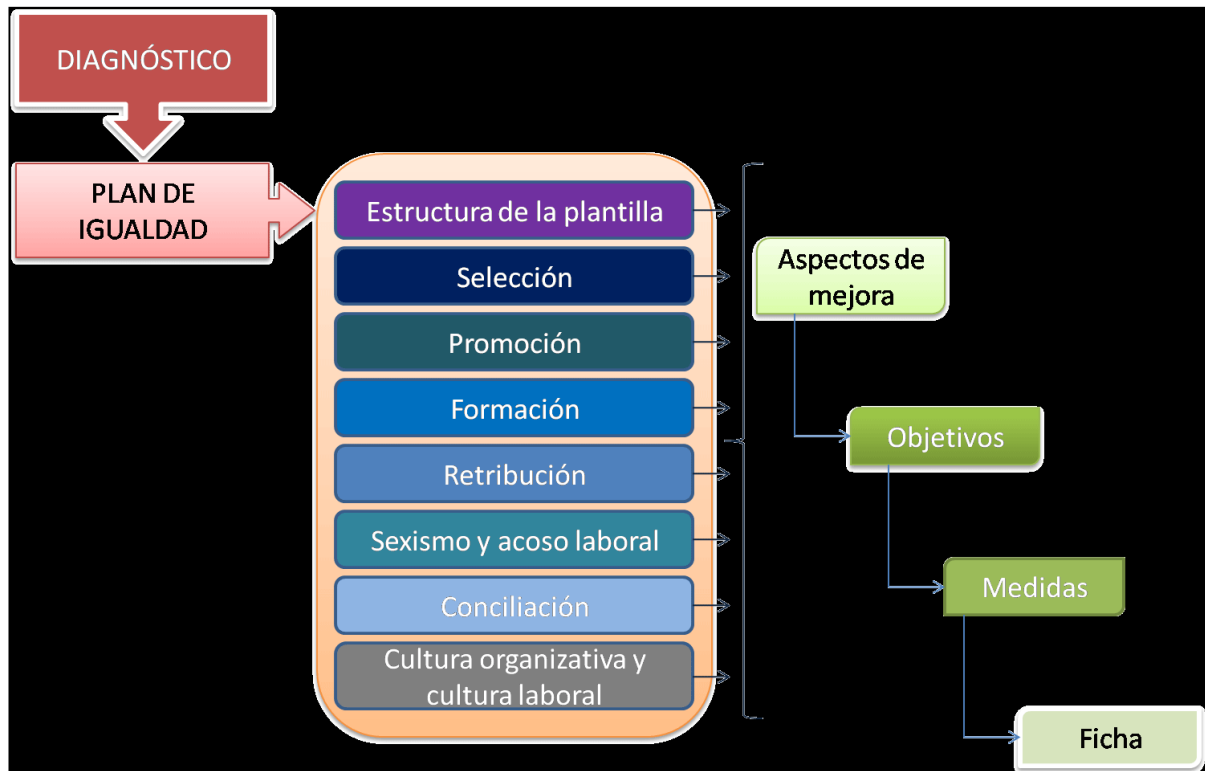 DIAGNÓSTICO
PLAN DE
IGUALDAD
Estructura de la plantilla
Selección
Promoción
Formación
Retribución
Sexismo y acoso laboral
Conciliación
Cultura organizativa y
cultura laboral
Aspectos de
mejora
Objetivos
Medidas
Ficha